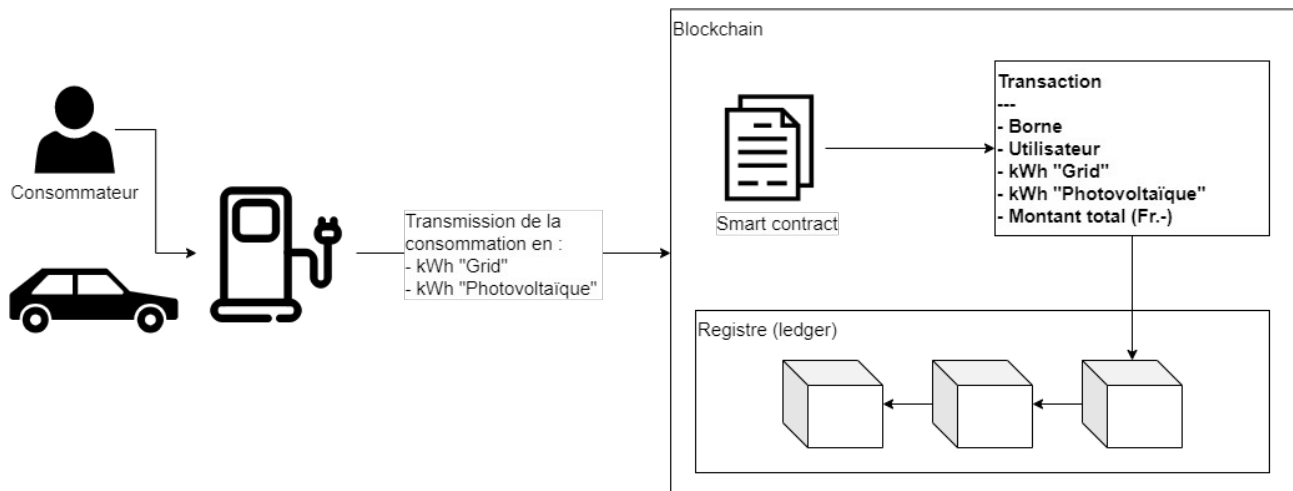 Consommateur
Transmission de la
consommation en :
- kWh "Grid"
- kWh "Photovoltaïque"
Blockchain
Smart contract
Transaction
---
- Borne
- Utilisateur
- kWh "Grid"
- kWh "Photovoltaïque"
- Montant total (Fr.-)
Registre (ledger)